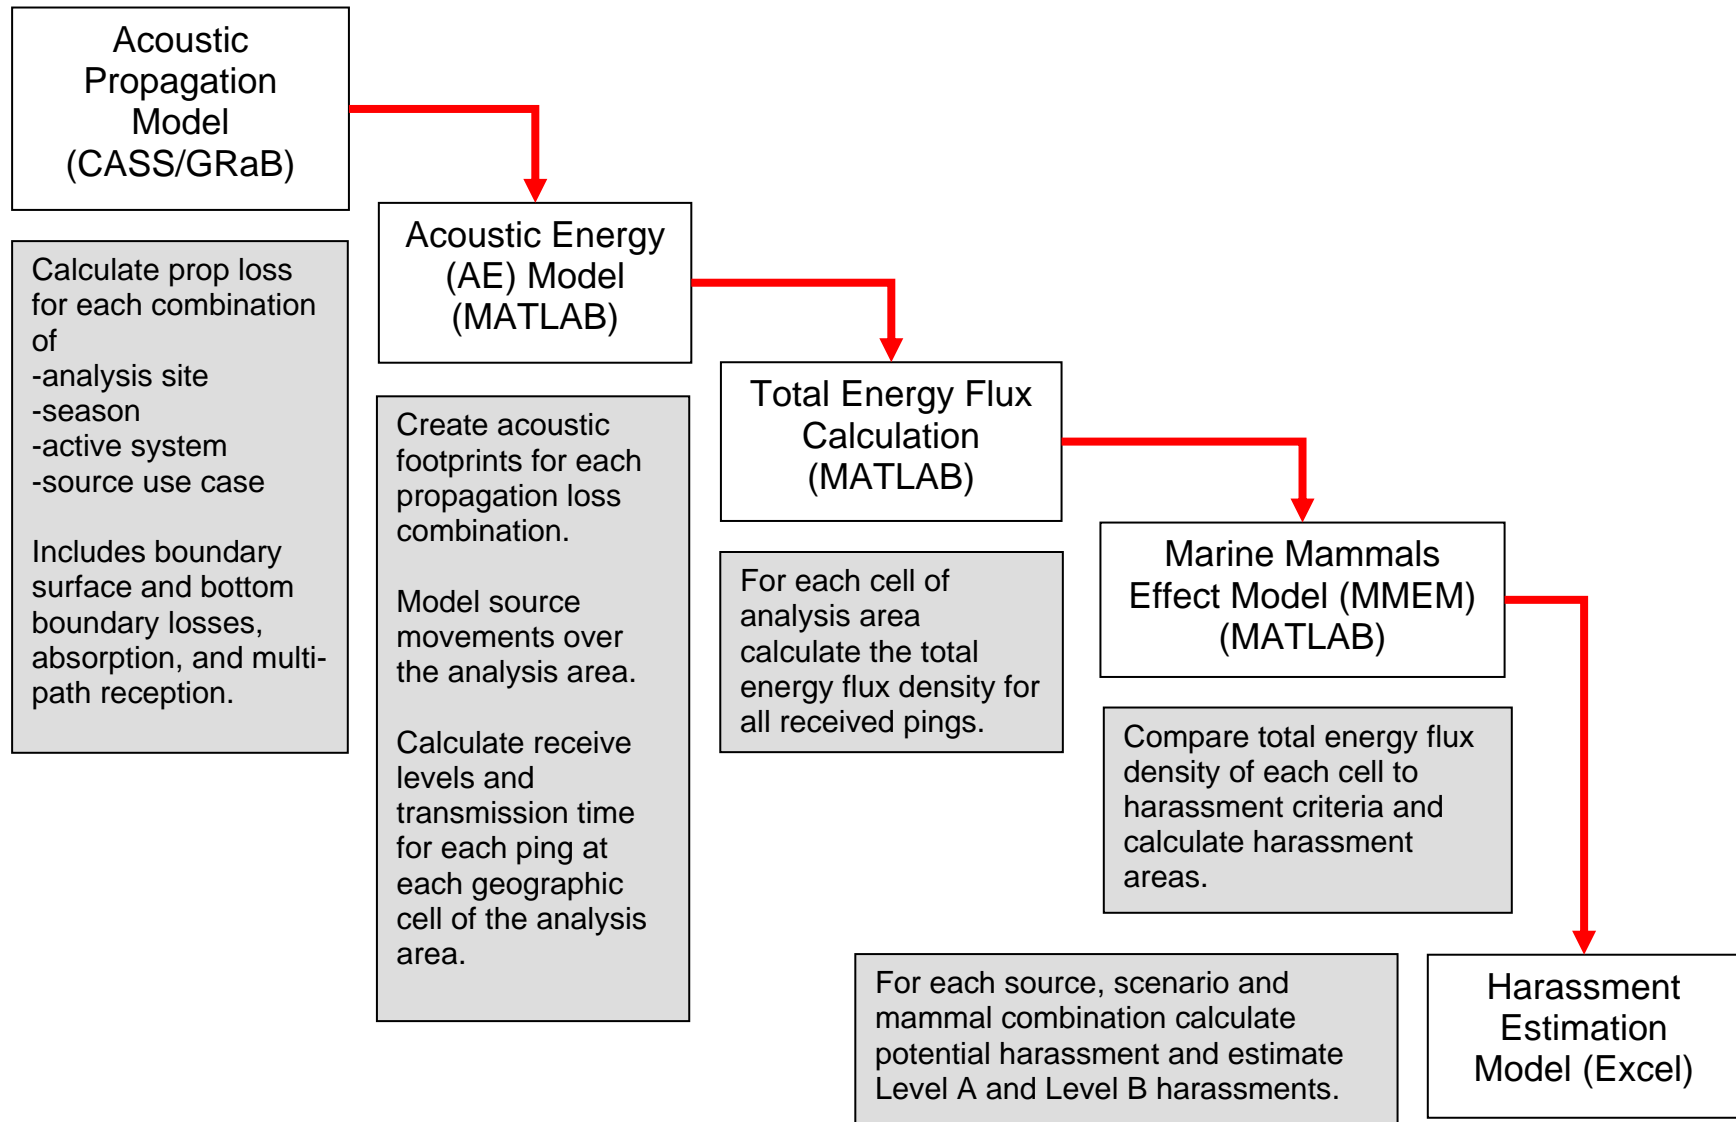 Acoustic
Propagation
Model
(CASS/GRaB)
Calculate prop loss
for each combination
of
-analysis site
-season
-active system
-source use case
Includes boundary
surface and bottom
boundary losses,
absorption, and multi-
path reception.
Acoustic Energy
(AE) Model
(MATLAB)
Create acoustic
footprints for each
propagation loss
combination.
Model source
movements over
the analysis area.
Calculate receive
levels and
transmission time
for each ping at
each geographic
cell of the analysis
area.
Total Energy Flux
Calculation
(MATLAB)
For each cell of
analysis area
calculate the total
energy flux density for
all received pings.
Marine Mammals
Effect Model (MMEM)
(MATLAB)
Compare total energy flux
density of each cell to
harassment criteria and
calculate harassment
areas.
For each source, scenario and
mammal combination calculate
potential harassment and estimate
Level A and Level B harassments.
Harassment
Estimation
Model (Excel)